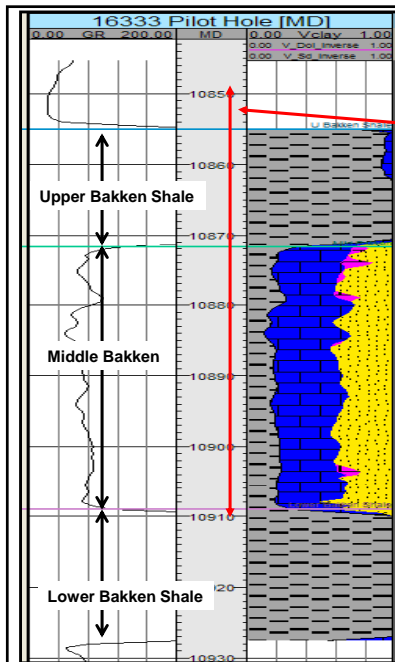 16333 Pilot Hole [MD]
0.00 GR 200.00 MD 0.00 Vclay 1.00
0.00 V_Dol_Inverse 1.00
0.00 V_Sd_Inverse 1.00
10850
U Bakken Shale
10860
Upper Bakken Shale
10870
10880
Middle Bakken
10890
10900
10910
Lower Bakken Shale
10930